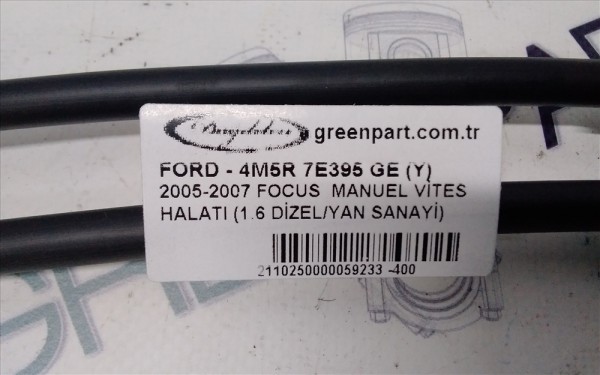 greenpart.com.tr
FORD - 4M5R 7E395 GE (Y)
2005-2007 FOCUS MANUEL VİTES
HALATI (1.6 DİZEL/YAN SANAYİ)
2110250000059233 -400